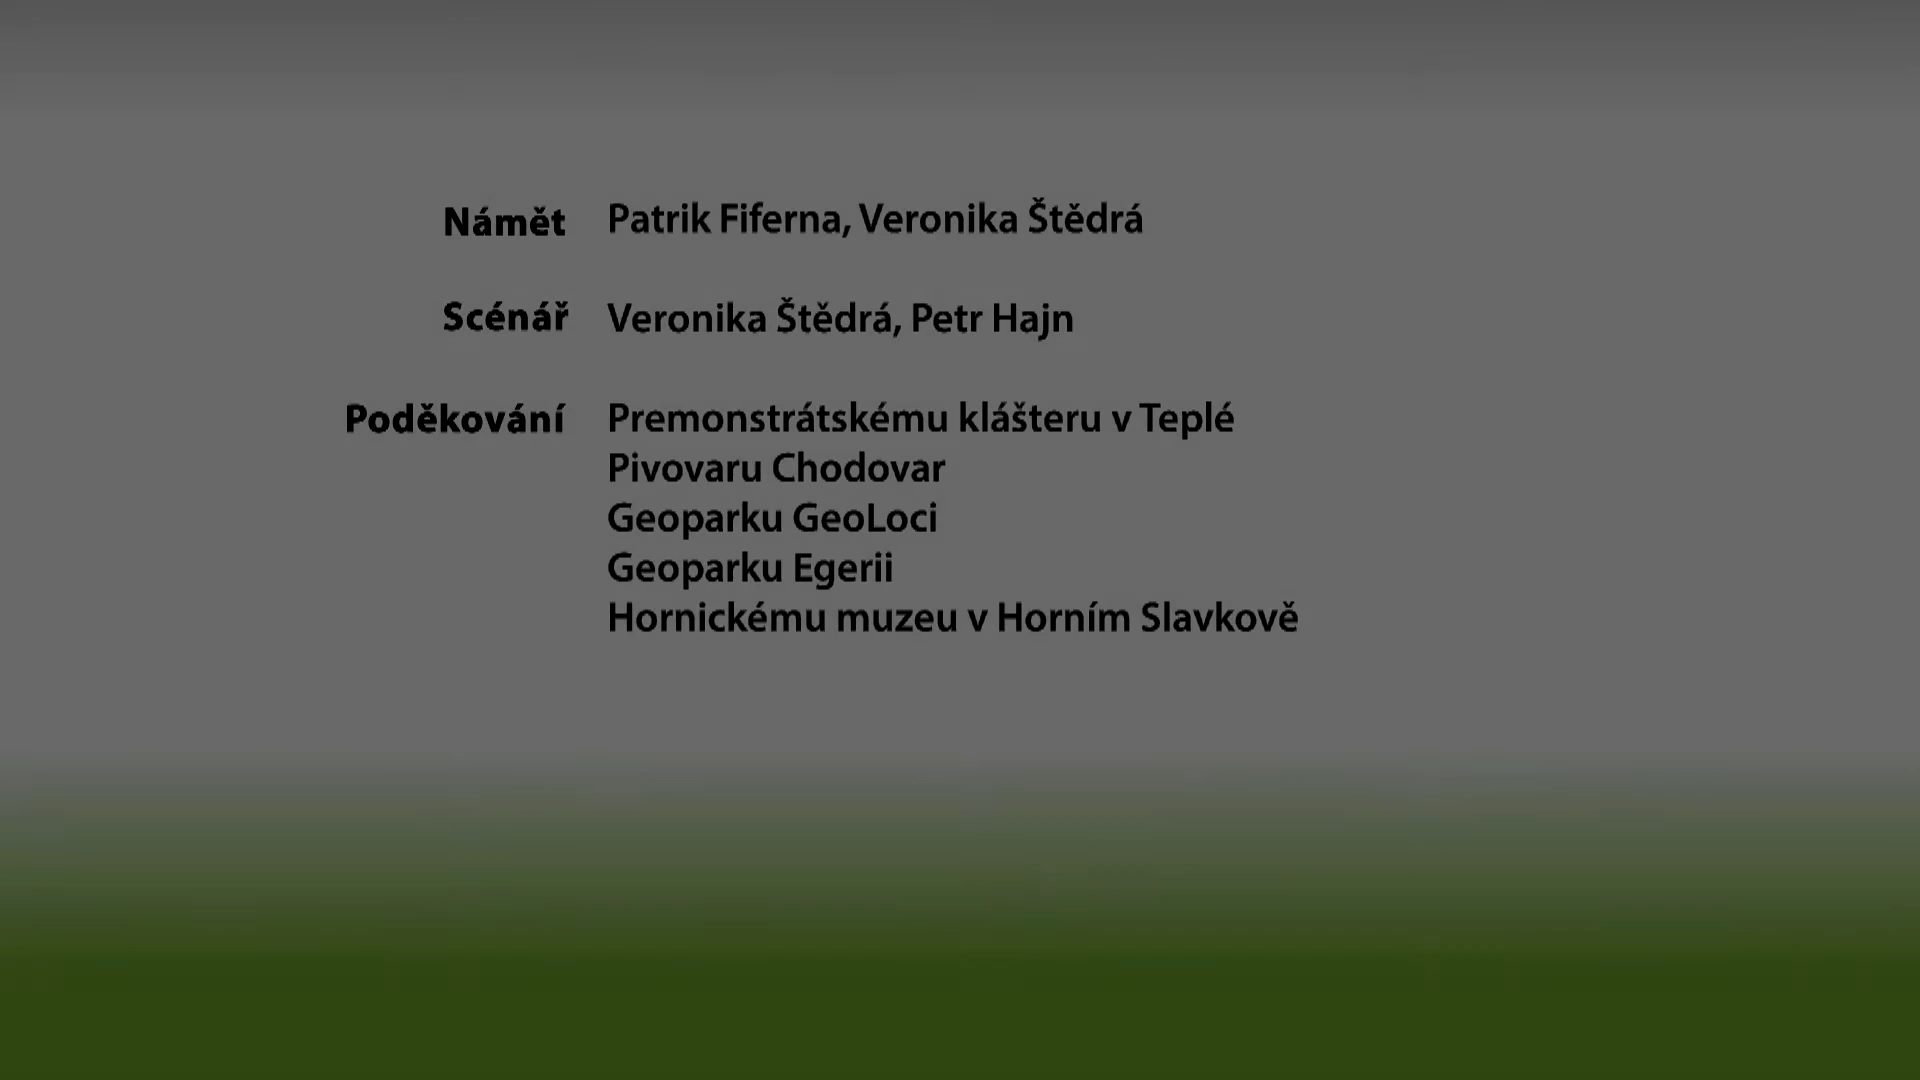 Námět Patrik Fiferna, Veronika Štědrá
Scénář Veronika Štědrá, Petr Hajn
Poděkování Premonstrátskému klášteru v Teplé
Pivovaru Chodovar
Geoparku GeoLoci
Geoparku Egerii
Hornickému muzeu v Horním Slavkově